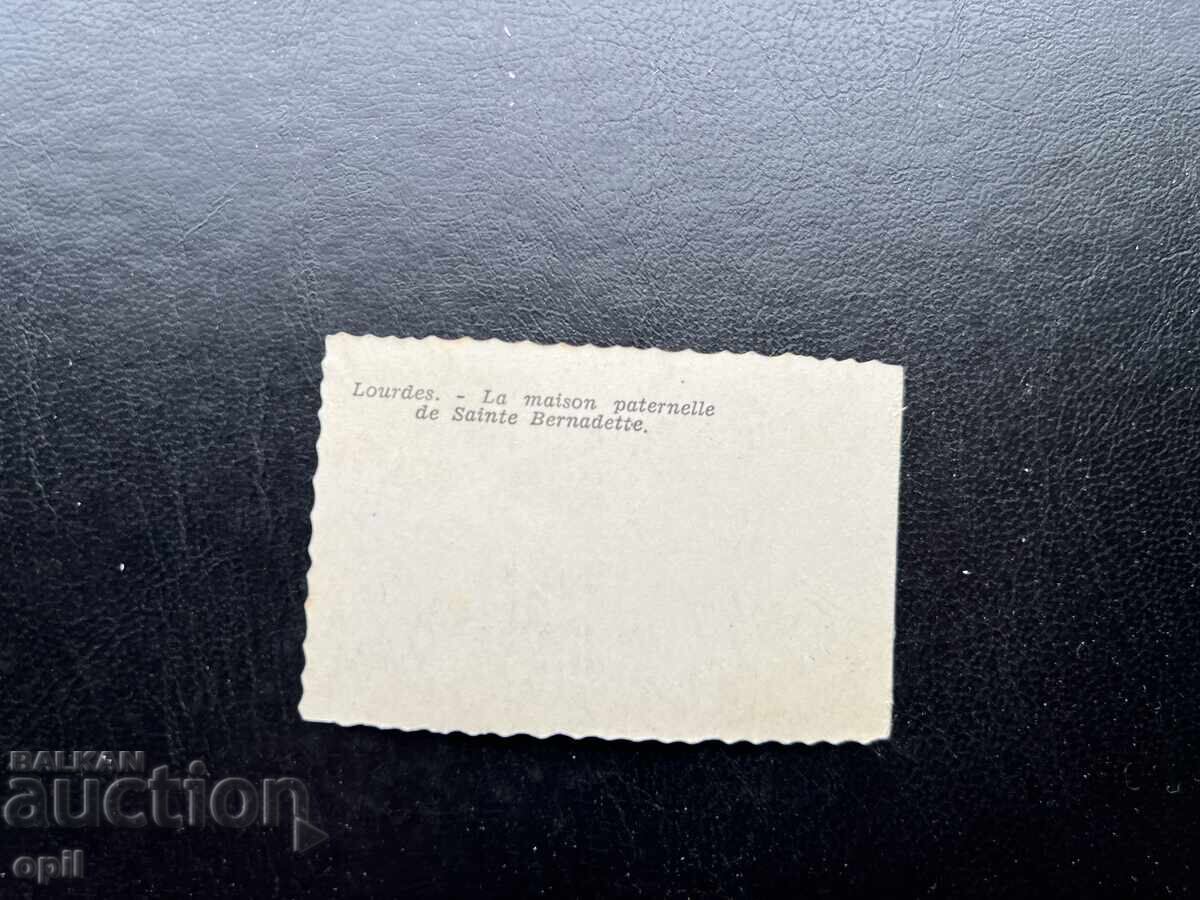 Lourdes. - La maison paternelle
de Sainte Bernadette.
BALKAN
auction
opil